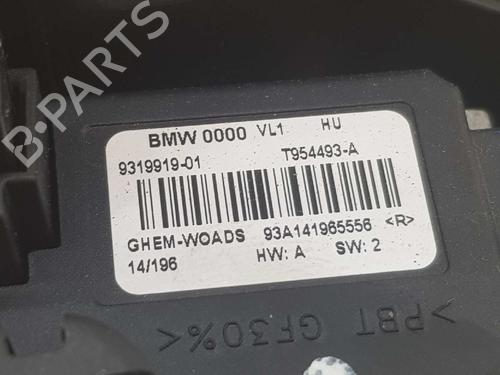 BMW 0000 VL1 HU
9319919-01 T954493-A
GHEM-WOADS 93A141965556 <R>
14/196 HW: A SW: 2
>PBT GF30%<
B-PARTS